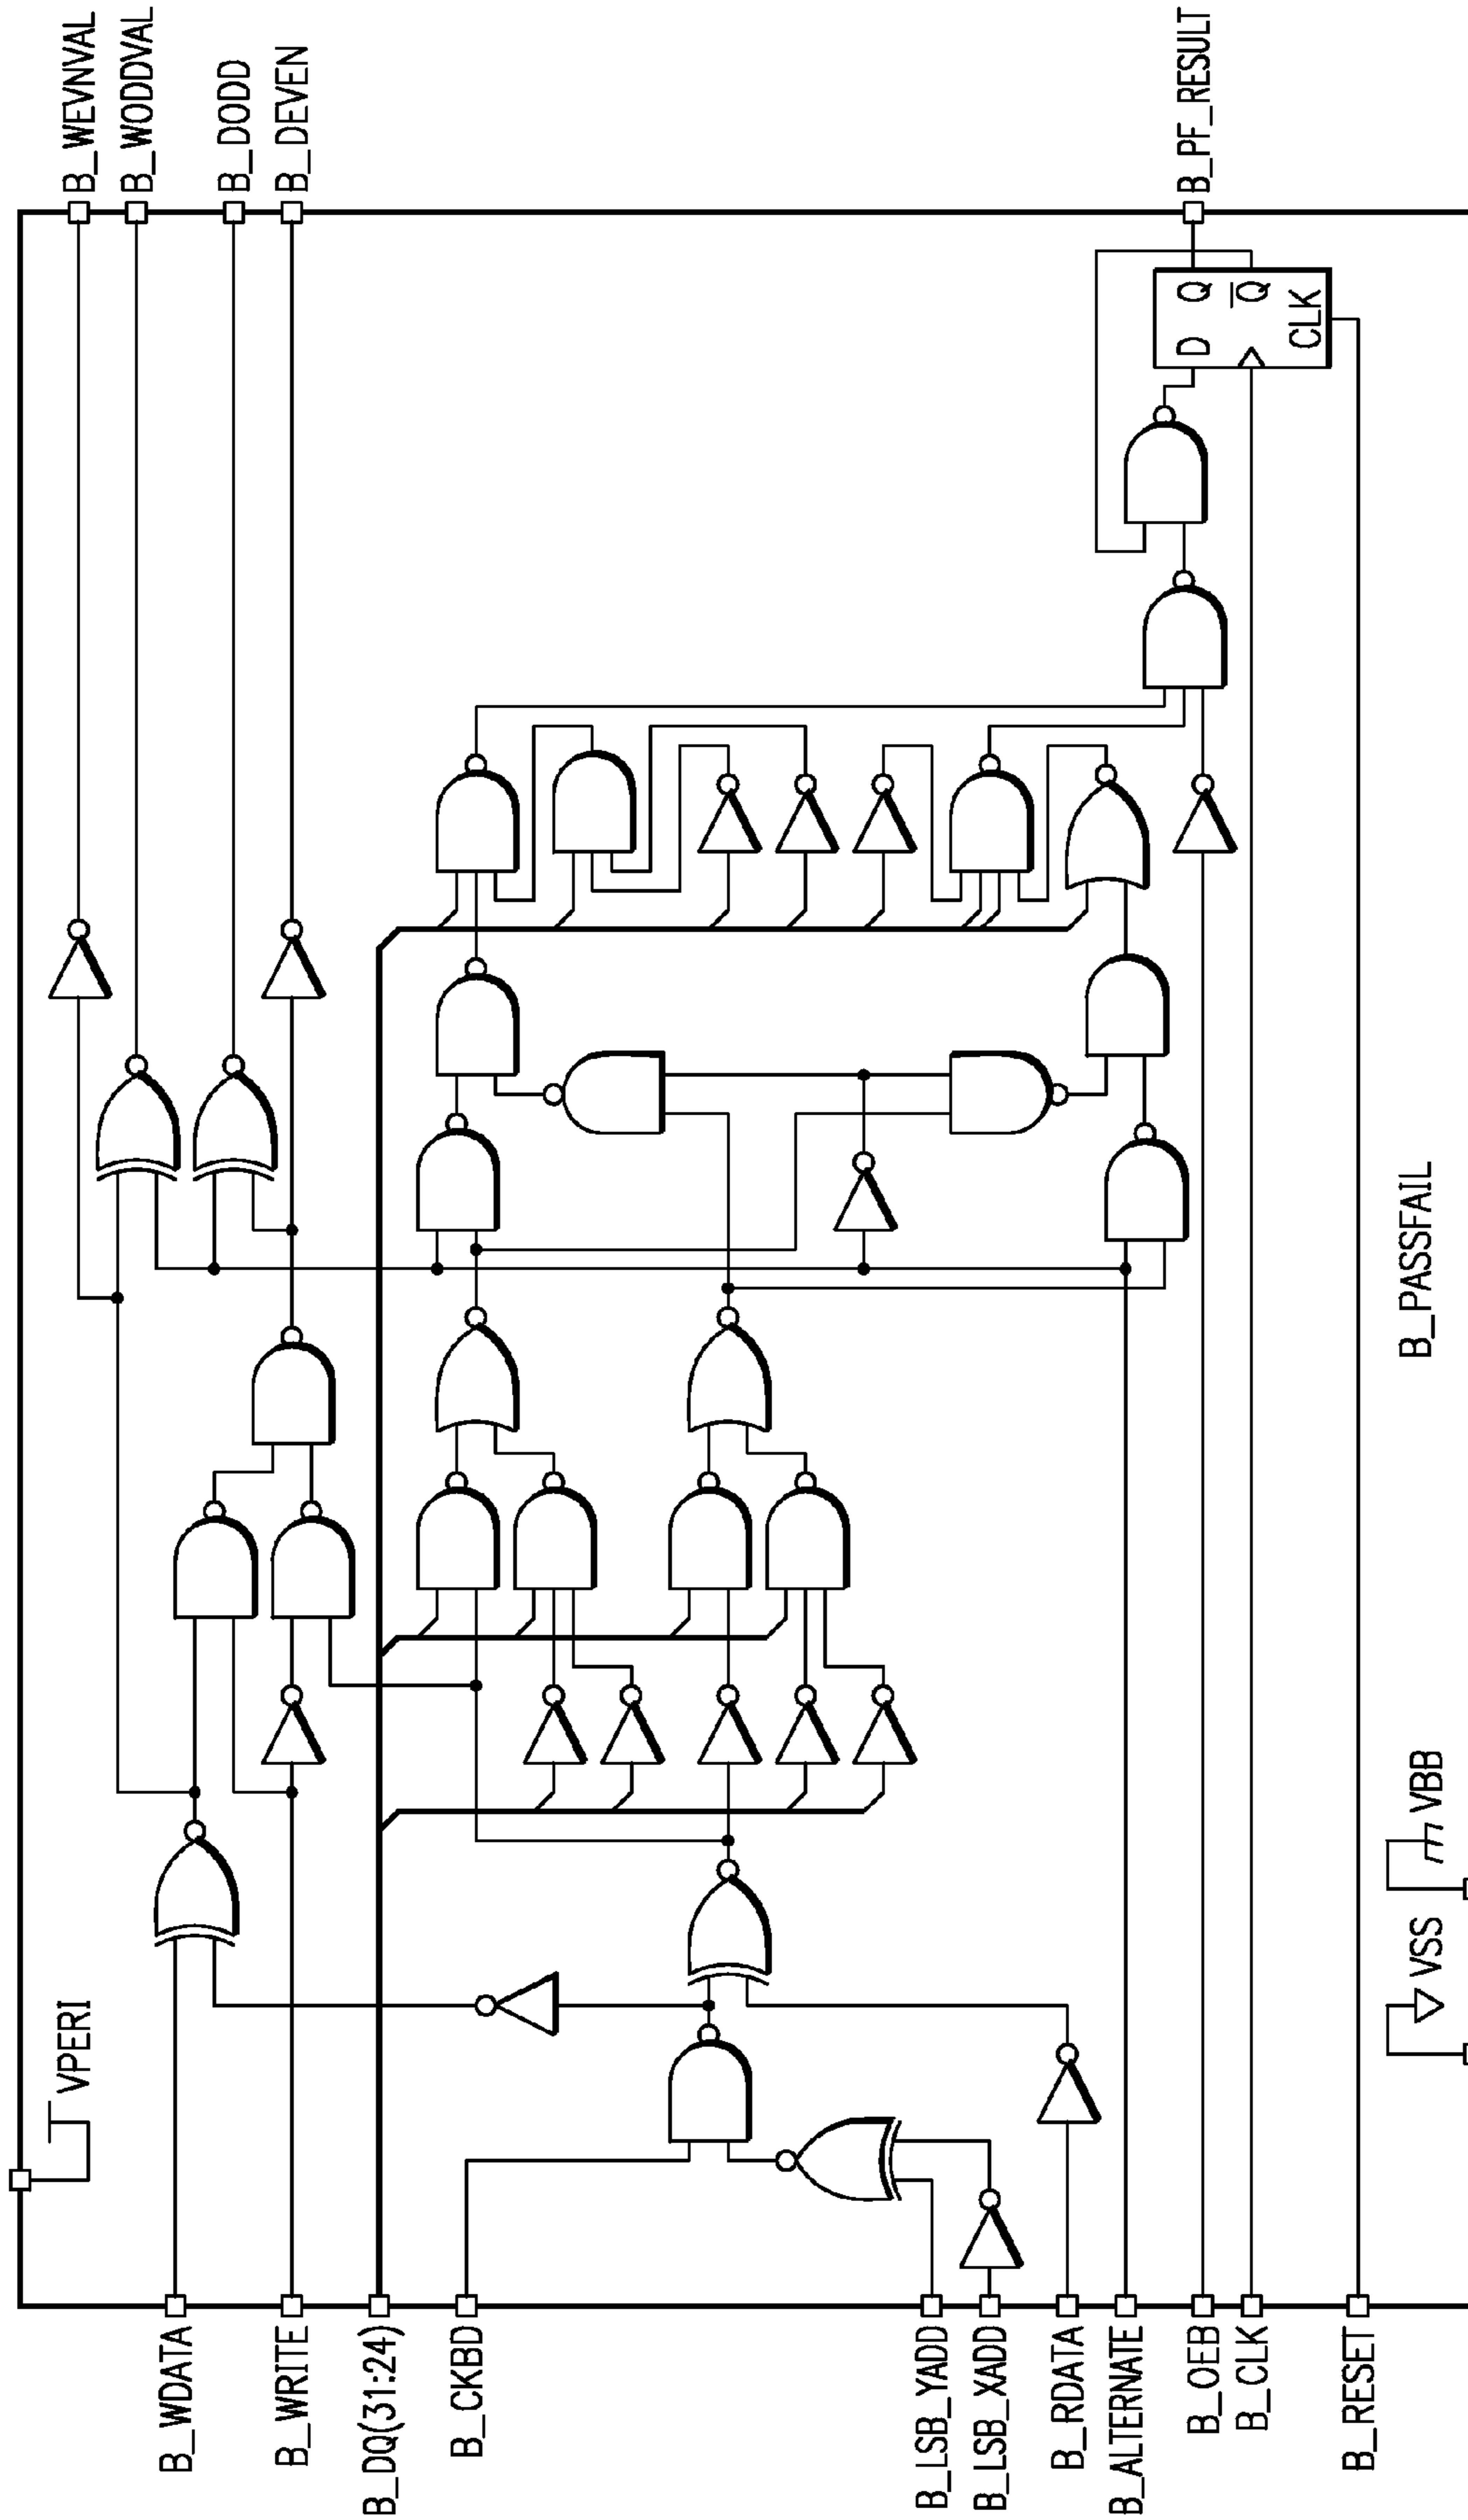 B_WDATA
B_WRITE
B_DQ(31:24)
B_CKBD
B_LSB_YADD
B_LSB_XADD
B_RDATA
B_ALTERNATE
B_OEB
B_CLK
B_RESET
VPERI
VSS
VBB
B_PASSFAIL
D
Q
Q
CLK
B_WEVNVAL
B_WODDVAL
B_DODD
B_DEVEN
B_PF_RESULT